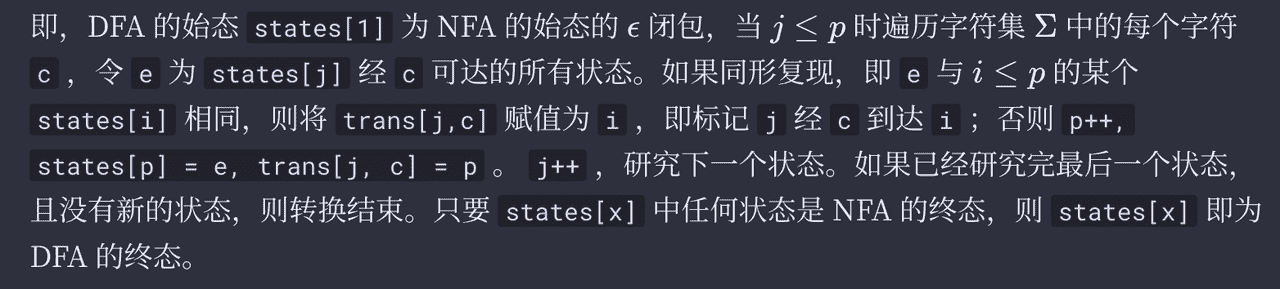 即，DFA 的始态 states[1] 为 NFA 的始态的 ϵ 闭包，当 j ≤ p 时遍历字符集 Σ 中的每个字符
c ，令 e 为 states[j] 经 c 可达的所有状态。如果同形复现，即 e 与 i ≤ p 的某个
states[i] 相同，则将 trans[j,c] 赋值为 i ，即标记 j 经 c 到达 i ；否则 p++,
states[p] = e, trans[j, c] = p 。 j++ ，研究下一个状态。如果已经研究完最后一个状态，
且没有新的状态，则转换结束。只要 states[x] 中任何状态是 NFA 的终态，则 states[x] 即为
DFA 的终态。